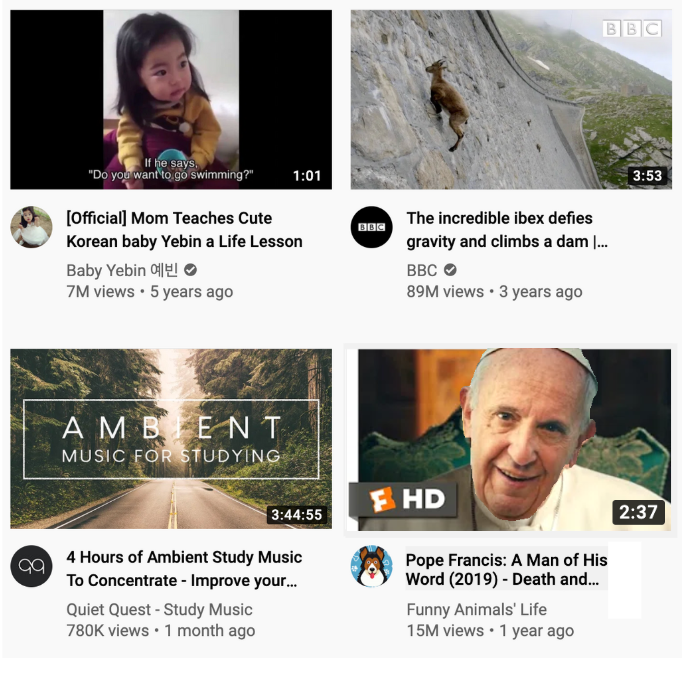 If he says,
"Do you want to go swimming?"
1:01
[Official] Mom Teaches Cute
Korean baby Yebin a Life Lesson
Baby Yebin 예빈
7M views • 5 years ago
BBC
3:53
BBC
The incredible ibex defies
gravity and climbs a dam |...
BBC
89M views • 3 years ago
AMBIENT
MUSIC FOR STUDYING
3:44:55
qq
4 Hours of Ambient Study Music
To Concentrate - Improve your...
Quiet Quest - Study Music
780K views • 1 month ago
F HD
2:37
Pope Francis: A Man of His
Word (2019) - Death and...
Funny Animals' Life
15M views • 1 year ago